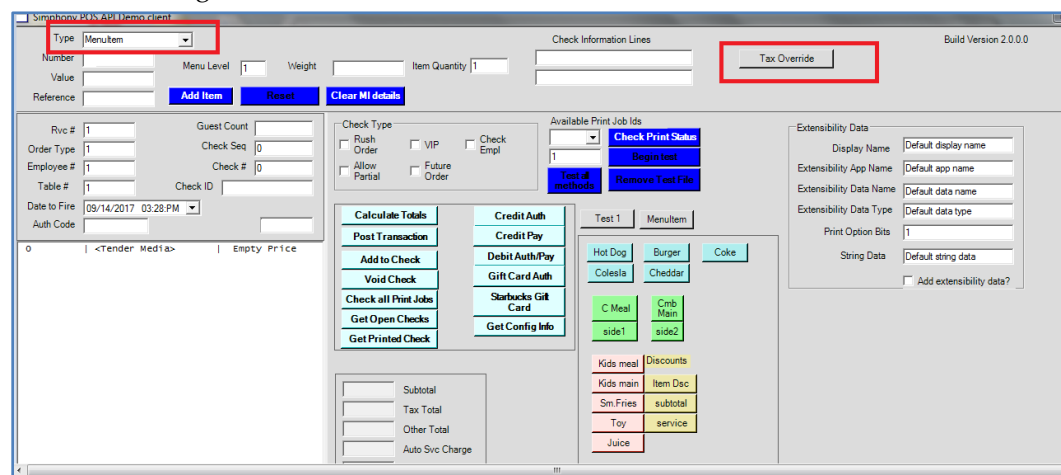 Simphony POS API Demo client
Type MenuItem
Check Information Lines
Build Version 2.0.0.0
Number
Menu Level 1 Weight Item Quantity 1
Tax Override
Value
Reference Add Item Reset Clear MI details
Rvc # 1 Guest Count
Order Type 1 Check Seq 0
Employee # 1 Check # 0
Table # 1 Check ID
Date to Fire 09/14/2017 03:28:PM
Auth Code
0 | <Tender Media> | Empty Price
Check Type
Rush Order VIP Check Empl
Allow Partial Future Order
Available Print Job Ids
Check Print Status
1 Begin test
Test all methods Remove Test File
Calculate Totals Credit Auth
Post Transaction Credit Pay
Add to Check Debit Auth/Pay
Void Check Gift Card Auth
Check all Print Jobs Starbucks Gift Card
Get Open Checks Get Config Info
Get Printed Check
Subtotal
Tax Total
Other Total
Auto Svc Charge
Test 1 MenuItem
Hot Dog Burger Coke
Colesla Cheddar
C Meal Cmb Main
side1 side2
Kids meal Discounts
Kids main Item Dsc
Sm.Fries subtotal
Toy service
Juice
Extensibility Data
Display Name Default display name
Extensibility App Name Default app name
Extensibility Data Name Default data name
Extensibility Data Type Default data type
Print Option Bits 1
String Data Default string data
Add extensibility data?